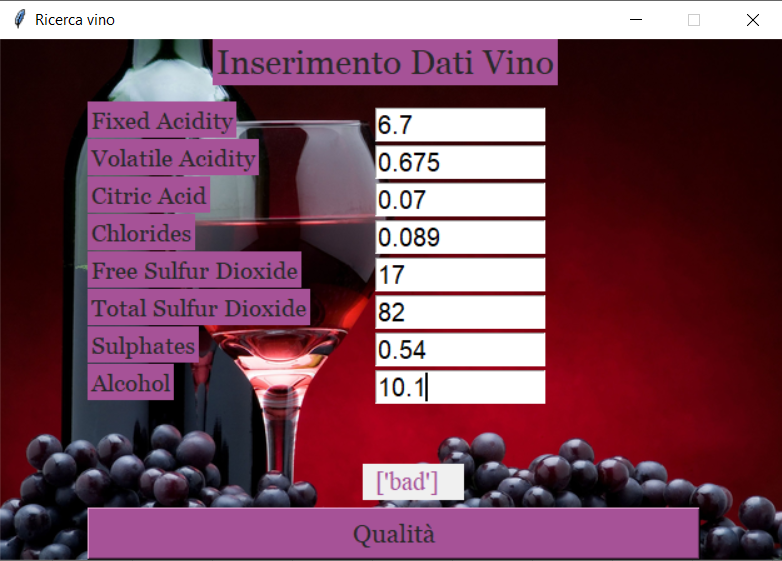 Ricerca vino
Inserimento Dati Vino
Fixed Acidity 6.7
Volatile Acidity 0.675
Citric Acid 0.07
Chlorides 0.089
Free Sulfur Dioxide 17
Total Sulfur Dioxide 82
Sulphates 0.54
Alcohol 10.1
['bad']
Qualità